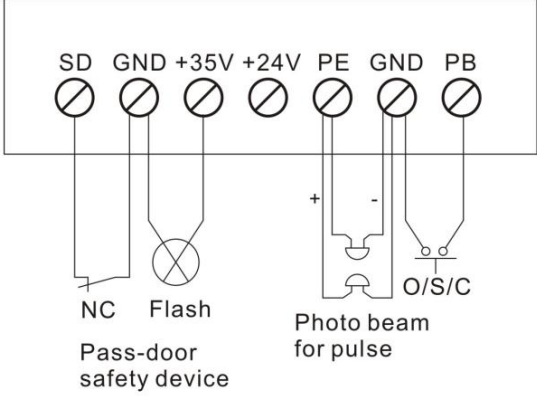 SD GND +35V +24V PE GND PB
+ -
O/S/C
NC Flash
Photo beam
for pulse
Pass-door
safety device